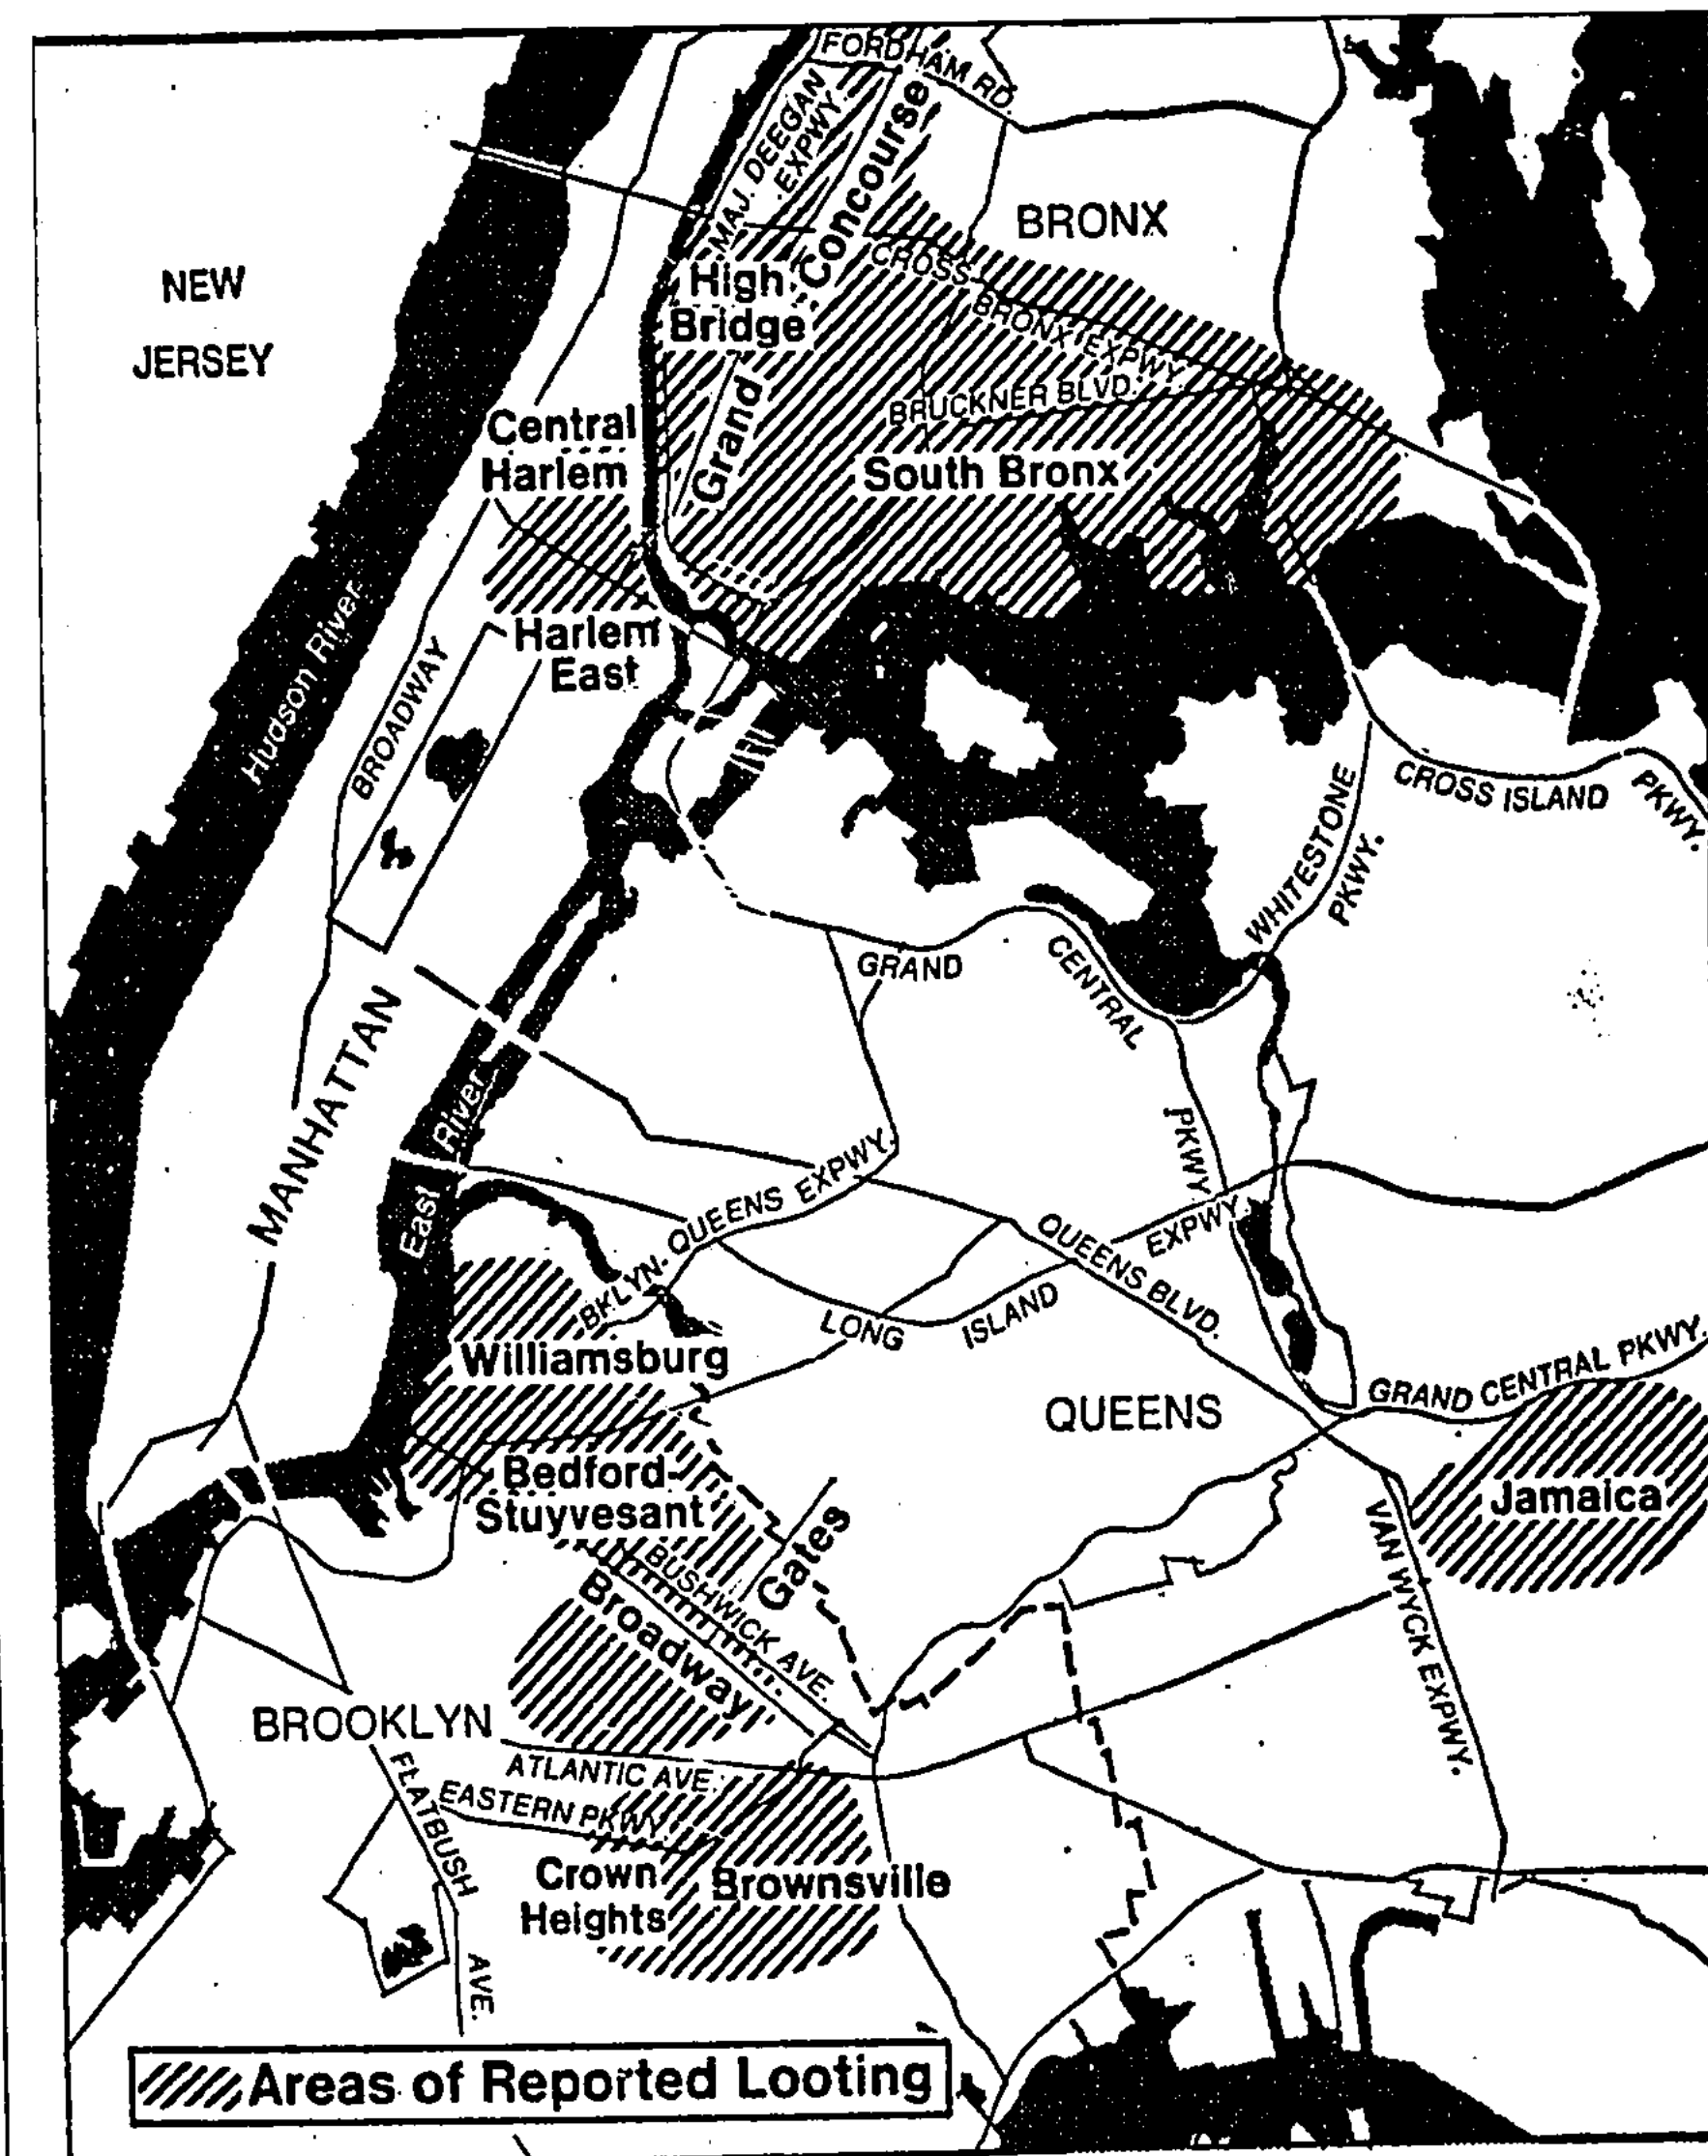 FORDHAM RD.
MAJ. DEEGAN
EXPWY.
Concourse
BRONX
NEW
JERSEY
High
Bridge
CROSS
BRONX EXPWY.
BRUCKNER BLVD.
Grand
Central
Harlem
South Bronx
Harlem
East
Hudson River
BROADWAY
CROSS ISLAND
PKWY.
WHITESTONE
PKWY.
GRAND
CENTRAL
PKWY.
MANHATTAN
East River
BKLYN-QUEENS EXPWY.
QUEENS BLVD.
LONG
ISLAND
EXPWY.
Williamsburg
QUEENS
GRAND CENTRAL PKWY.
Jamaica
Bedford-
Stuyvesant
Gates
BUSHWICK AVE.
Broadway
VAN WYCK EXPWY.
BROOKLYN
ATLANTIC AVE.
EASTERN PKWY.
FLATBUSH
AVE.
Crown
Heights
Brownsville
Areas of Reported Looting